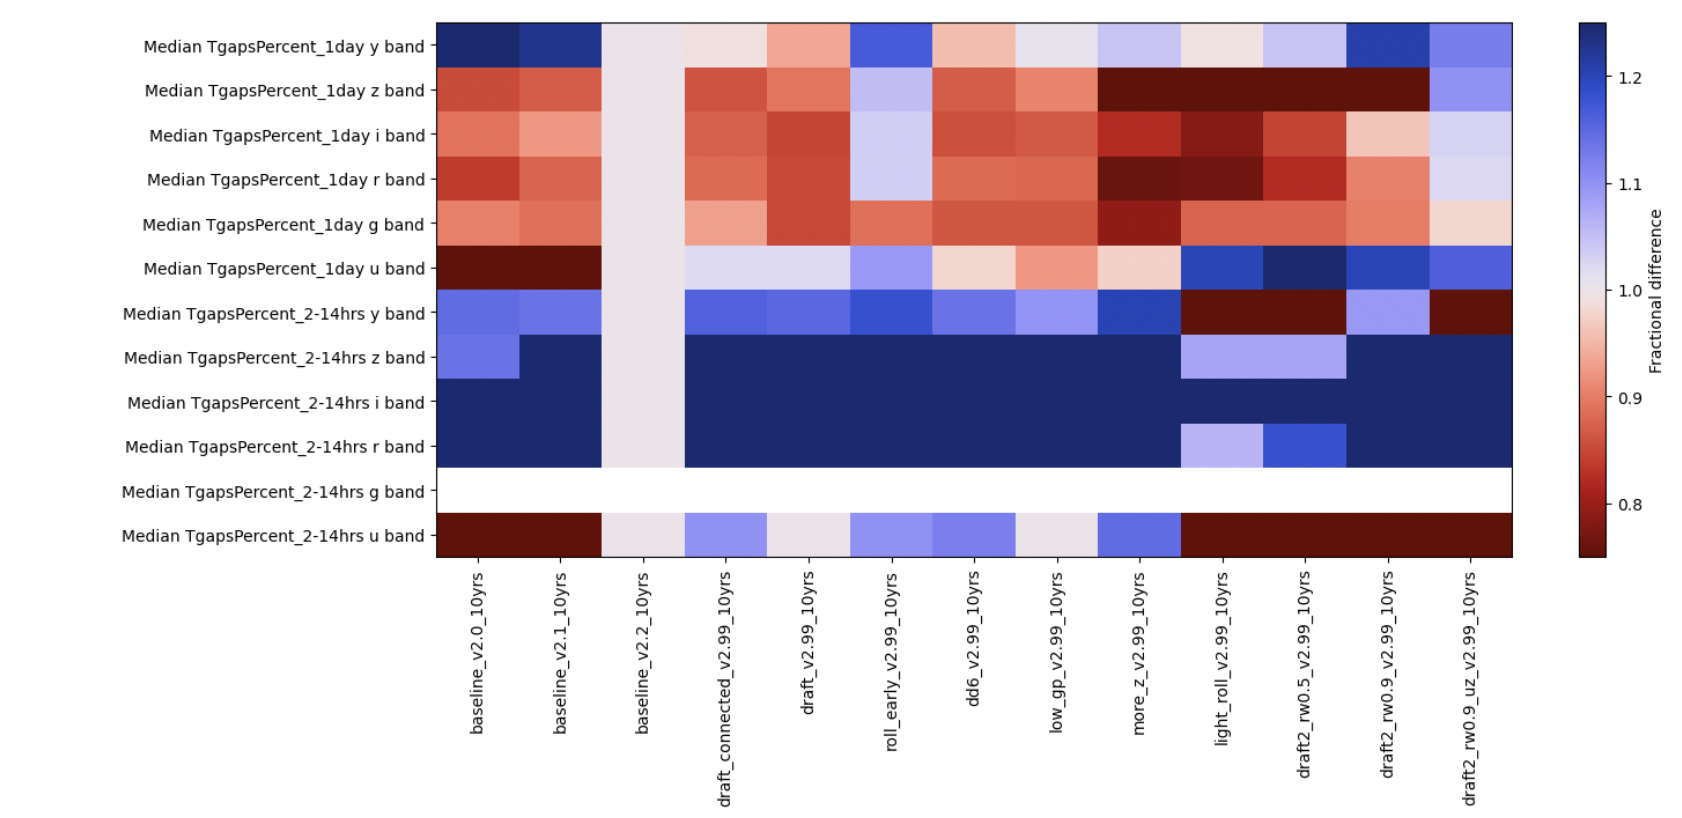 Median TgapsPercent_1day y band
Median TgapsPercent_1day z band
Median TgapsPercent_1day i band
Median TgapsPercent_1day r band
Median TgapsPercent_1day g band
Median TgapsPercent_1day u band
Median TgapsPercent_2-14hrs y band
Median TgapsPercent_2-14hrs z band
Median TgapsPercent_2-14hrs i band
Median TgapsPercent_2-14hrs r band
Median TgapsPercent_2-14hrs g band
Median TgapsPercent_2-14hrs u band
baseline_v2.0_10yrs
baseline_v2.1_10yrs
baseline_v2.2_10yrs
draft_connected_v2.99_10yrs
draft_v2.99_10yrs
roll_early_v2.99_10yrs
dd6_v2.99_10yrs
low_gp_v2.99_10yrs
more_z_v2.99_10yrs
light_roll_v2.99_10yrs
draft2_rw0.5_v2.99_10yrs
draft2_rw0.9_v2.99_10yrs
draft2_rw0.9_uz_v2.99_10yrs
1.2
1.1
1.0
0.9
0.8
Fractional difference